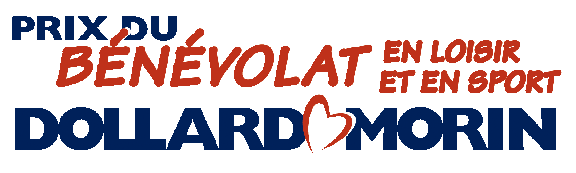 PRIX DU
BÉNÉVOLAT EN LOISIR
ET EN SPORT
DOLLARD MORIN